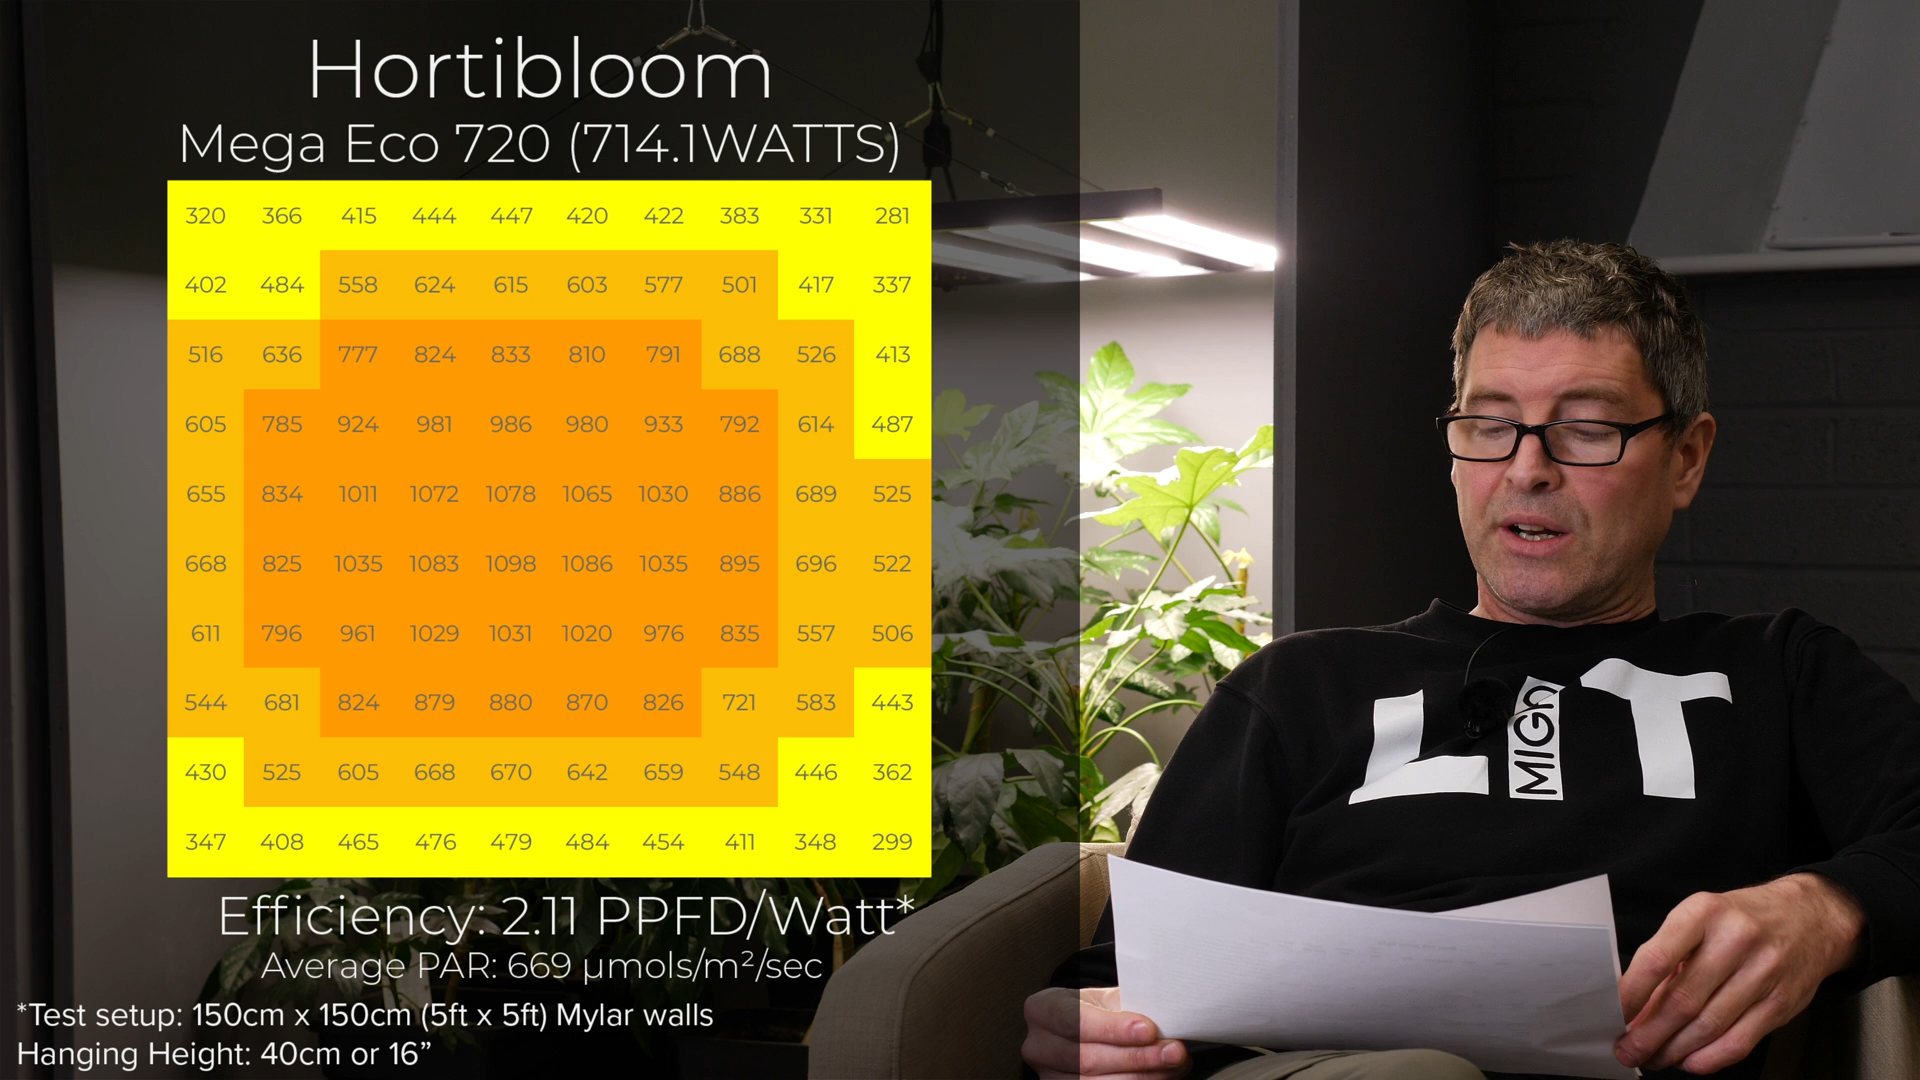 Hortibloom
Mega Eco 720 (714.1WATTS)
320 366 415 444 447 420 422 383 331 281
402 484 558 624 615 603 577 501 417 337
516 636 777 824 833 810 791 688 526 413
605 785 924 981 986 980 933 792 614 487
655 834 1011 1072 1078 1065 1030 886 689 525
668 825 1035 1083 1098 1086 1035 895 696 522
611 796 961 1029 1031 1020 976 835 557 506
544 681 824 879 880 870 826 721 583 443
430 525 605 668 670 642 659 548 446 362
347 408 465 476 479 484 454 411 348 299
Efficiency: 2.11 PPFD/Watt*
Average PAR: 669 µmols/m²/sec
*Test setup: 150cm x 150cm (5ft x 5ft) Mylar walls
Hanging Height: 40cm or 16”
LIT
MIGRO